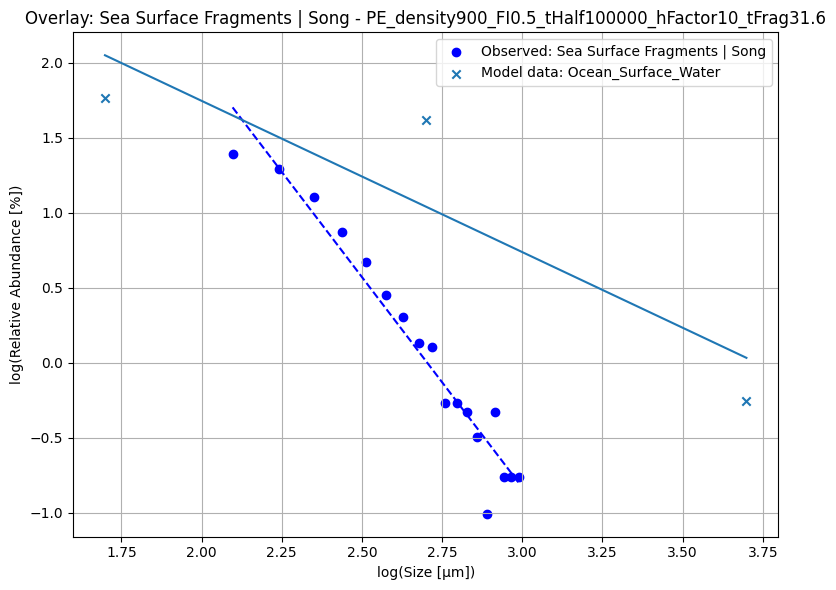 Overlay: Sea Surface Fragments | Song - PE_density900_FI0.5_tHalf100000_hFactor10_tFrag31.6
Observed: Sea Surface Fragments | Song
Model data: Ocean_Surface_Water
log(Relative Abundance [%])
2.0
1.5
1.0
0.5
0.0
−0.5
−1.0
1.75 2.00 2.25 2.50 2.75 3.00 3.25 3.50 3.75
log(Size [μm])